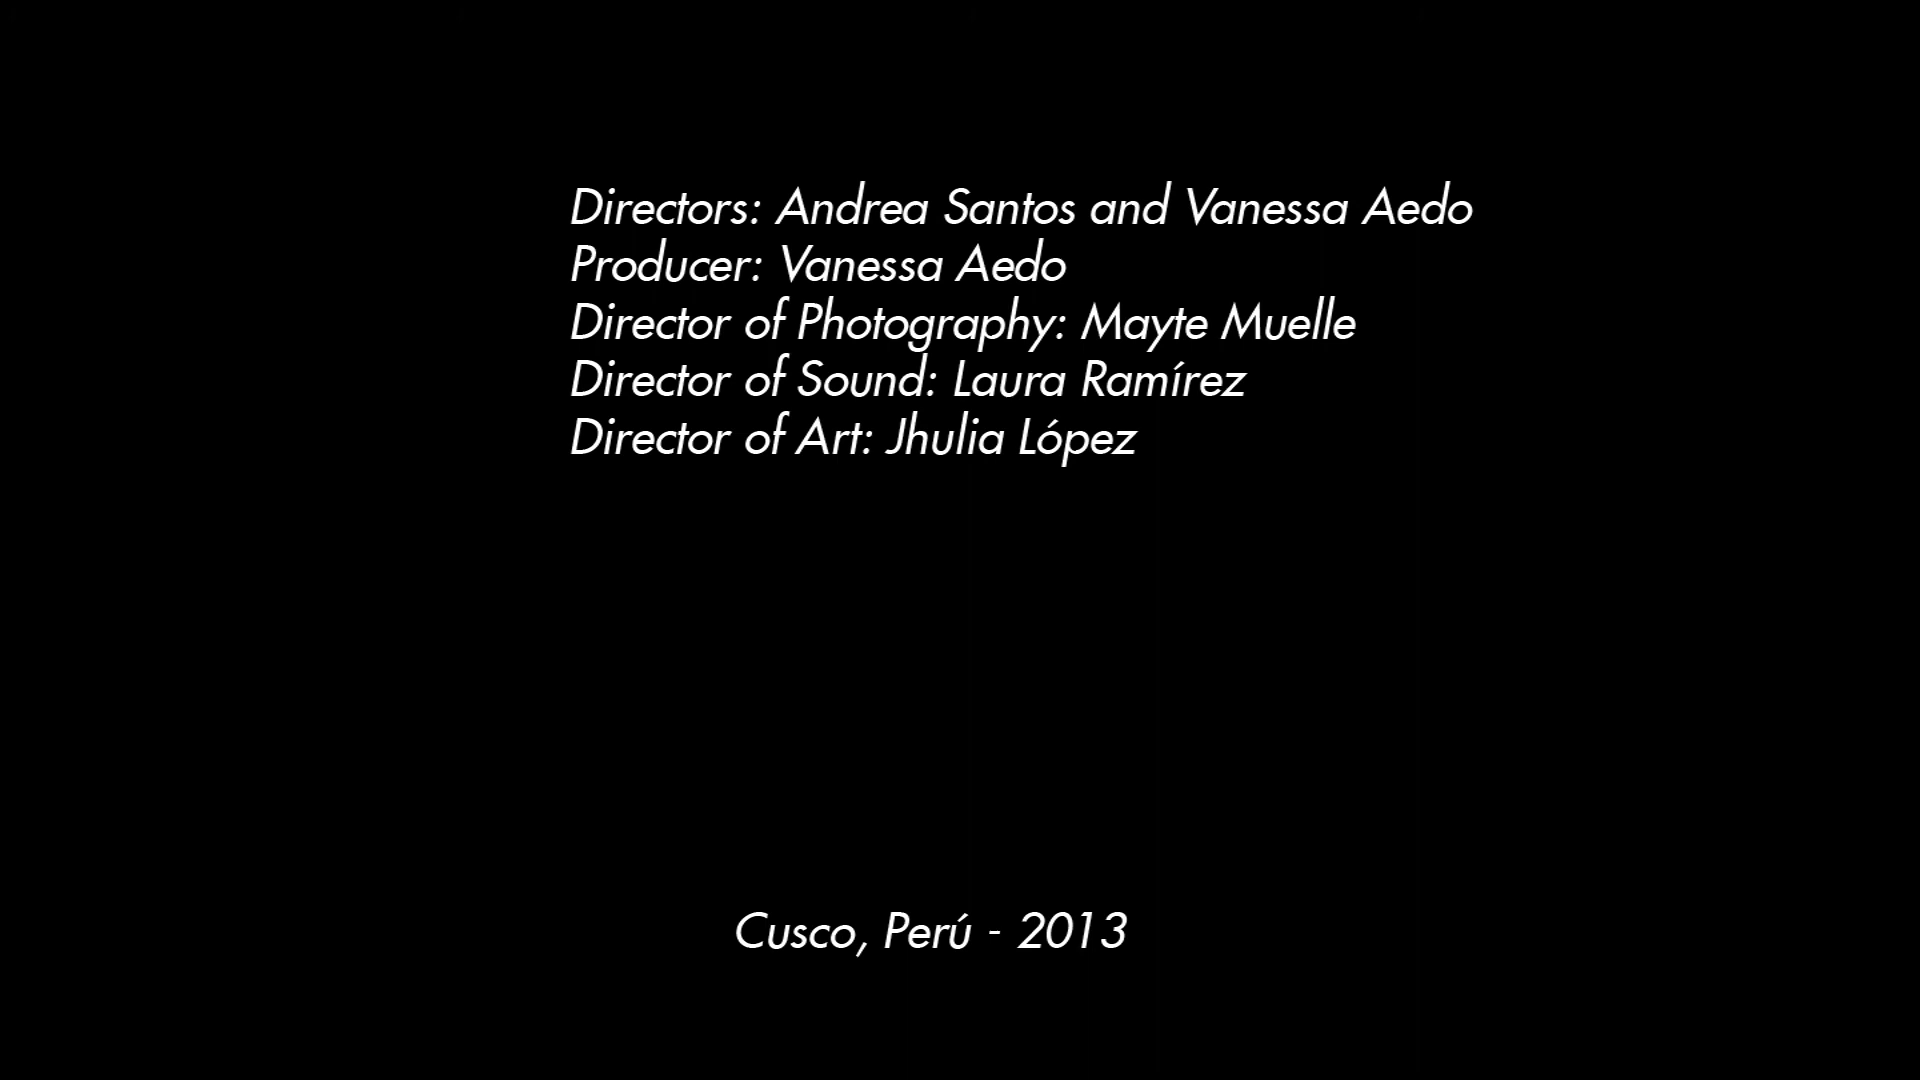 Directors: Andrea Santos and Vanessa Aedo
Producer: Vanessa Aedo
Director of Photography: Mayte Muelle
Director of Sound: Laura Ramírez
Director of Art: Jhulia López
Cusco, Perú - 2013